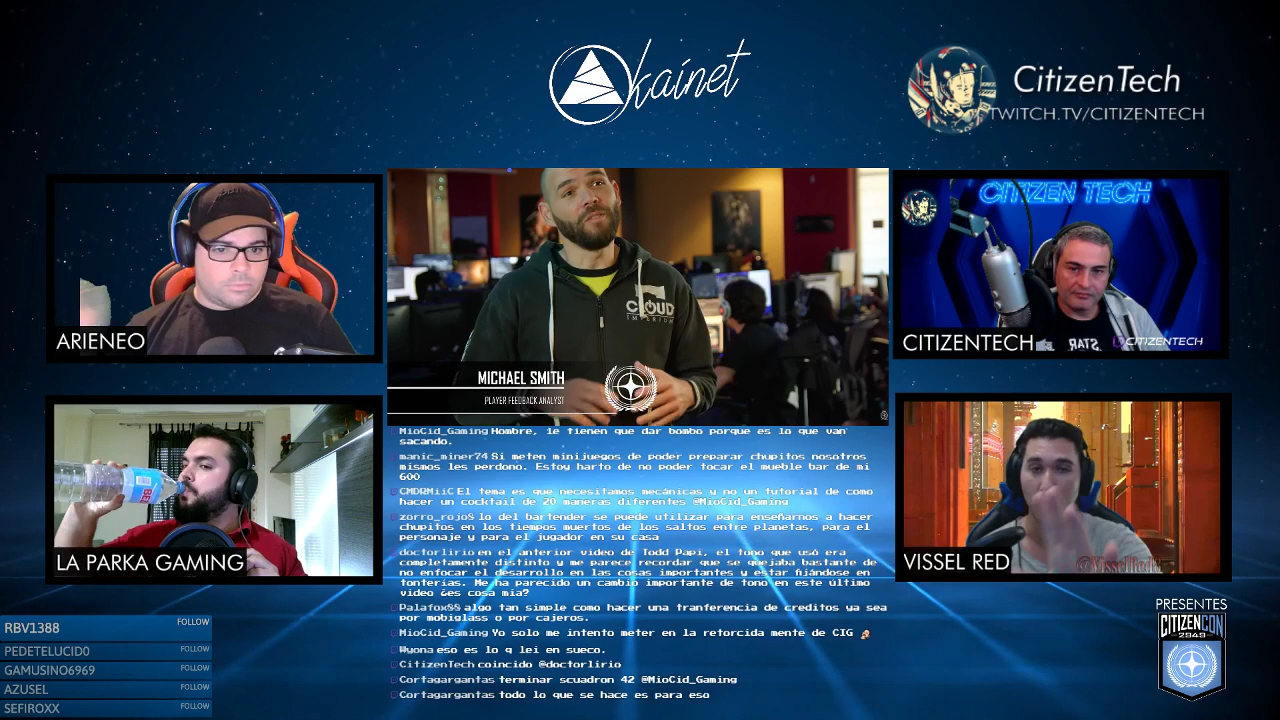 kainet
CitizenTech
TWITCH.TV/CITIZENTECH
CITIZEN TECH
ARIENEO
CLOUD
IMPERIUM
MICHAEL SMITH
PLAYER FEEDBACK ANALYST
CITIZENTECH
STAR
CITIZENTECH
LA PARKA GAMING
VISSEL RED
@VisselRed
MioCid_Gaming Hombre, le tienen que dar bombo porque es lo que van
sacando.
manic_miner74 Si meten minijuegos de poder preparar chupitos nosotros
mismos les perdono. Estoy harto de no poder tocar el mueble bar de mi
600
CMDRMiiC El tema es que necesitamos mecánicas y no un tutorial de como
hacer un cocktail de 20 maneras diferentes @MioCid_Gaming
zorro_rojo8 lo del bartender se puede utilizar para enseñarnos a hacer
chupitos en los tiempos muertos de los saltos entre planetas, para el
personaje y para el jugador en su casa
doctorlirio en el anterior video de Todd Papi, el tono que usó era
completamente distinto y me parece recordar que se quejaba bastante de
no enfocar el desarrollo en las cosas importantes y estar fijándose en
tonterías. Me ha parecido un cambio importante de tono en este último
video ¿es cosa mia?
Palafox88 algo tan simple como hacer una tranferencia de creditos ya sea
por mobiglass o por cajeros.
MioCid_Gaming Yo solo me intento meter en la retorcida mente de CIG
Wyona eso es lo q lei en sueco.
CitizenTech coincido @doctorlirio
Cortagargantas terminar scuadron 42 @MioCid_Gaming
Cortagargantas todo lo que se hace es para eso
RBV1388 FOLLOW
PEDETELUCID0 FOLLOW
GAMUSINO6969 FOLLOW
AZUSEL FOLLOW
SEFIROXX FOLLOW
PRESENTES
CITIZENCON
2949